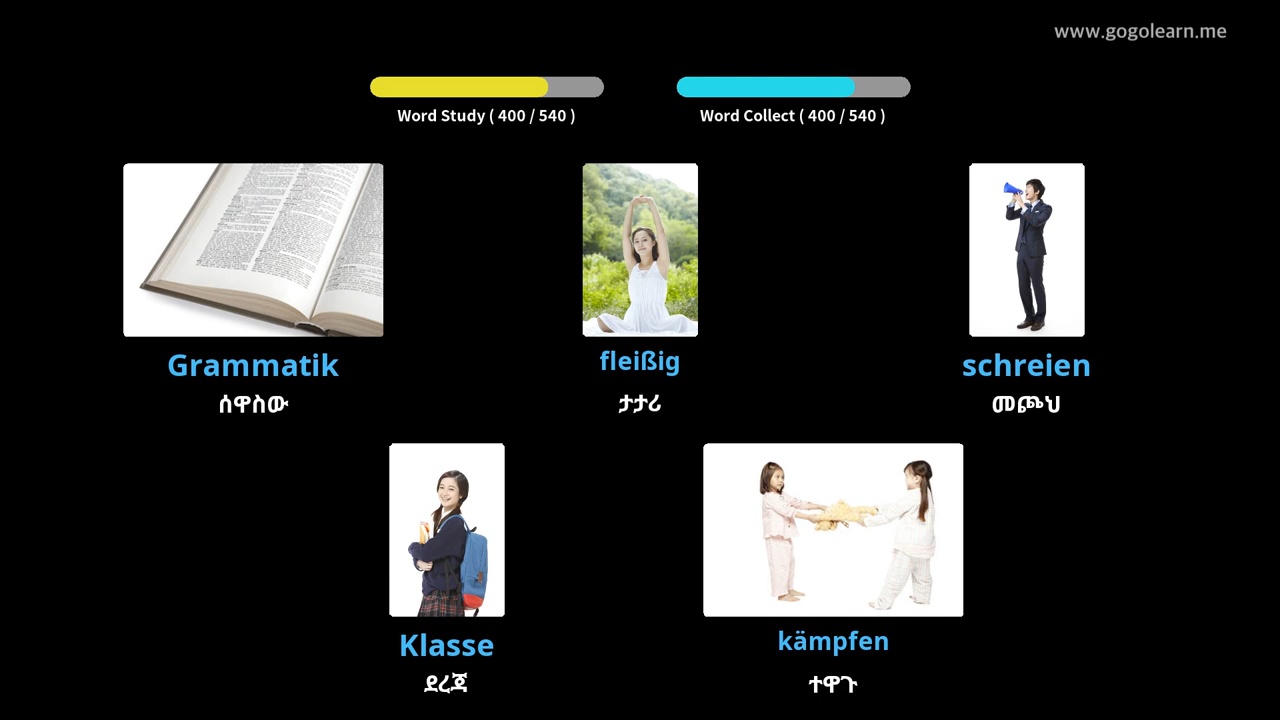 www.gogolearn.me
Word Study ( 400 / 540 )
Word Collect ( 400 / 540 )
Grammatik
ሰዋስው
fleißig
ታታሪ
schreien
መጮህ
Klasse
ደረጃ
kämpfen
ተዋጉ